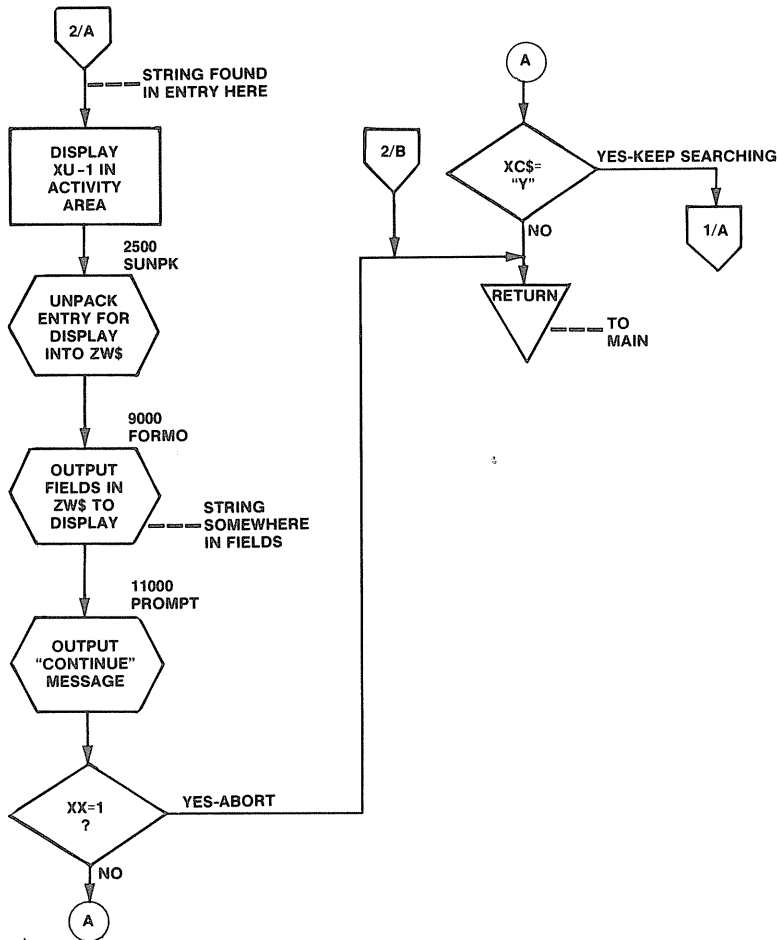 2/A
STRING FOUND
IN ENTRY HERE
DISPLAY
XU-1 IN
ACTIVITY
AREA
2500
SUNPK
UNPACK
ENTRY FOR
DISPLAY
INTO ZW$
9000
FORMO
OUTPUT
FIELDS IN
ZW$ TO
DISPLAY
STRING
SOMEWHERE
IN FIELDS
11000
PROMPT
OUTPUT
"CONTINUE"
MESSAGE
XX=1
?
YES-ABORT
NO
A
A
2/B
XC$=
"Y"
YES-KEEP SEARCHING
1/A
NO
RETURN
TO
MAIN